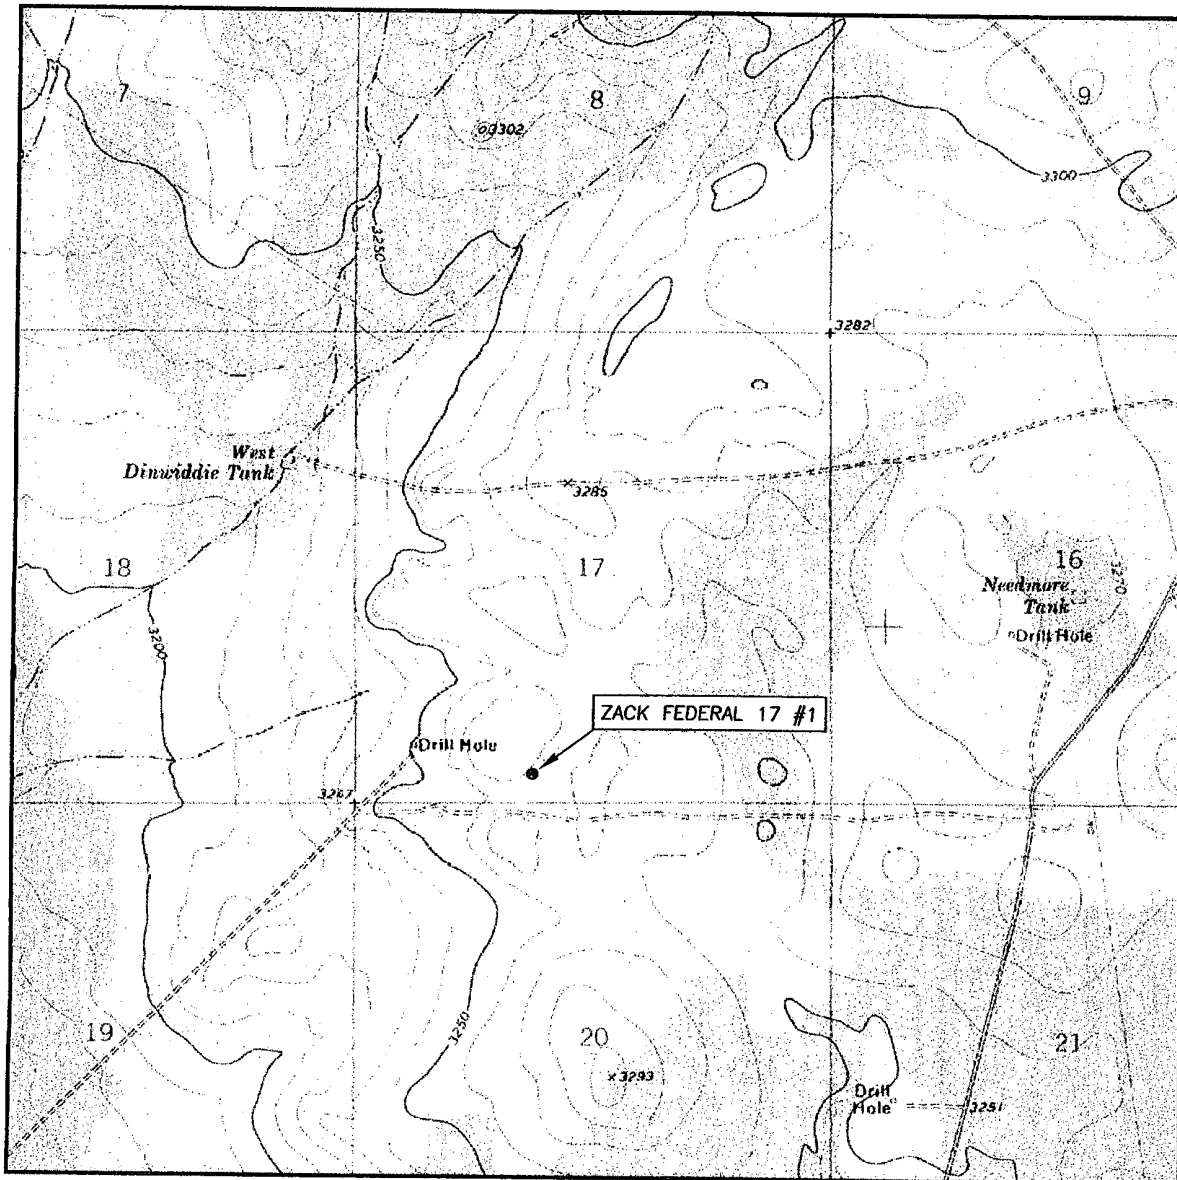 7
8
9
3302
3300
3250
3282
West
Dinwiddie Tank
3285
18
17
16
Needmore
Tank
3270
Drill Hole
3200
ZACK FEDERAL 17 #1
Drill Hole
3247
19
3250
20
21
3293
Drill
Hole
3251